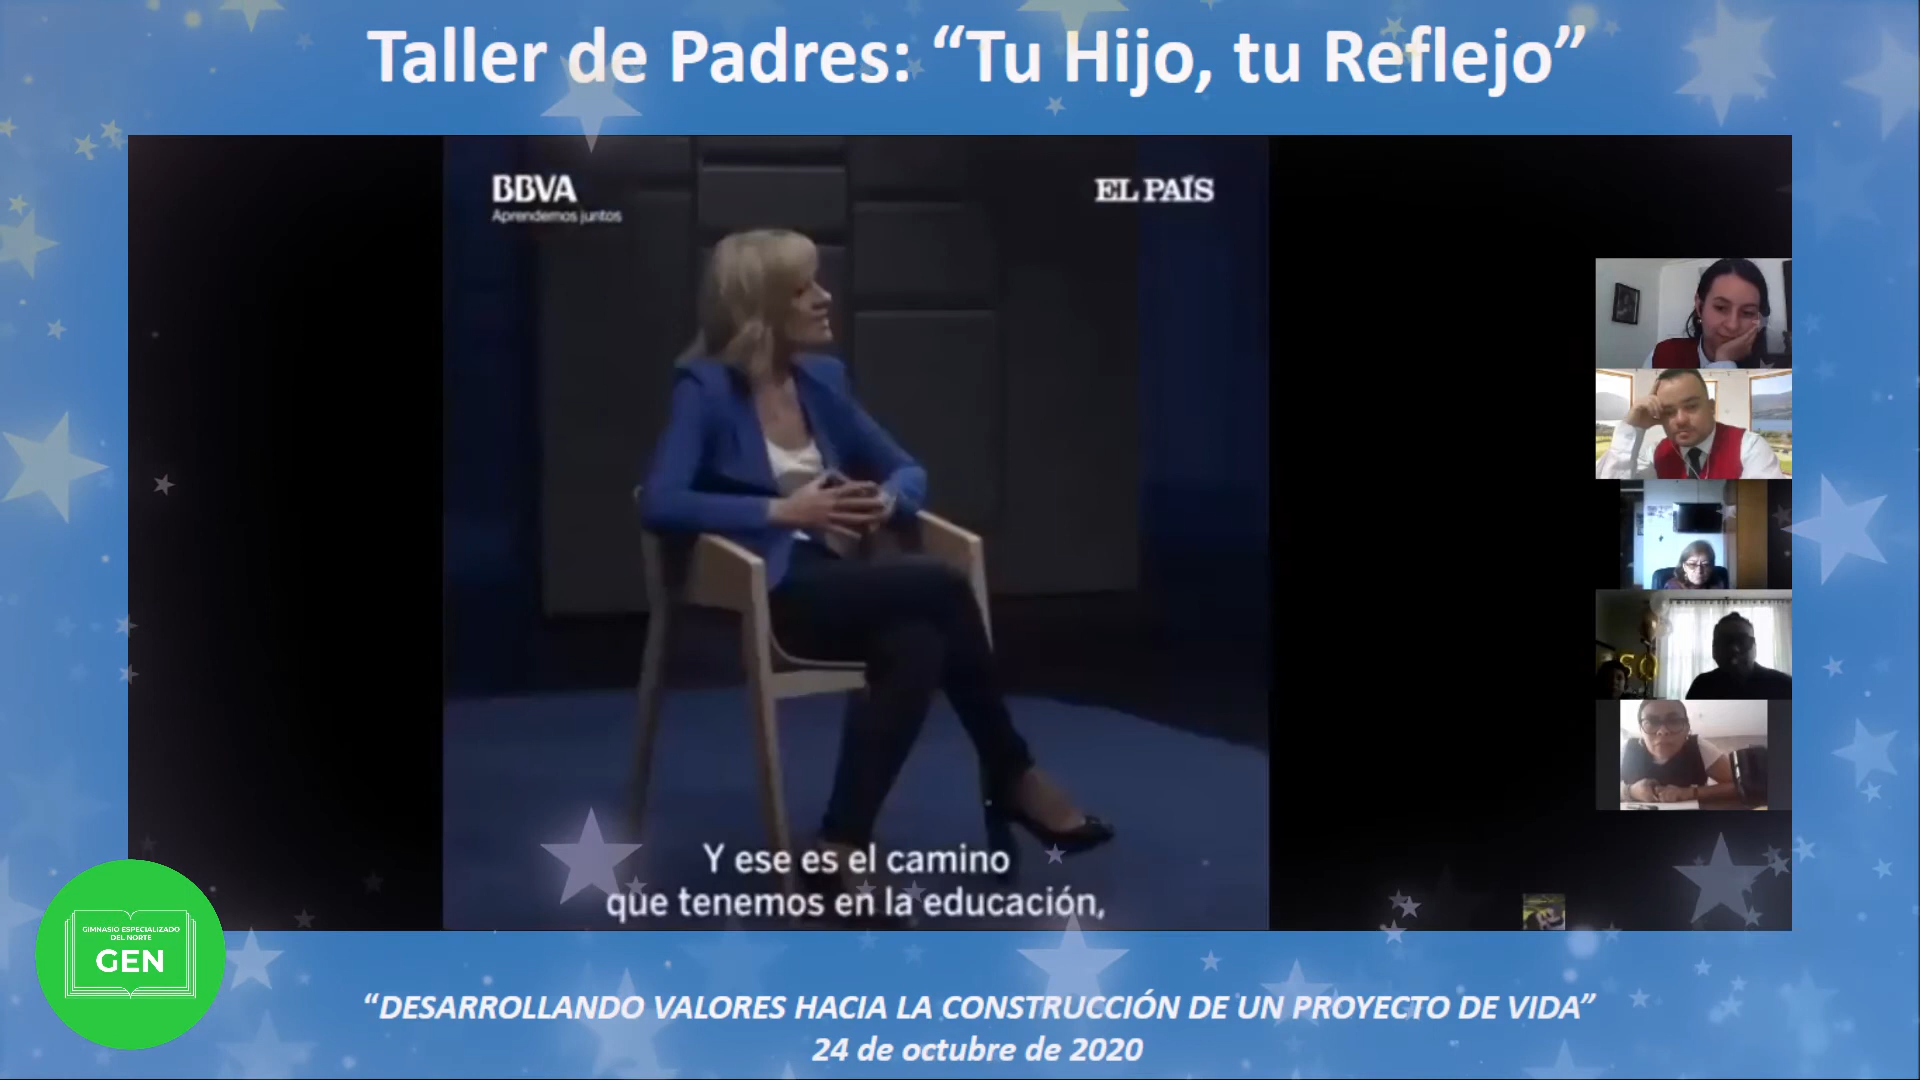 Taller de Padres: “Tu Hijo, tu Reflejo”
BBVA
Aprendemos juntos
EL PAÍS
50
Y ese es el camino
que tenemos en la educación,
GIMNASIO ESPECIALIZADO
DEL NORTE
GEN
“DESARROLLANDO VALORES HACIA LA CONSTRUCCIÓN DE UN PROYECTO DE VIDA”
24 de octubre de 2020